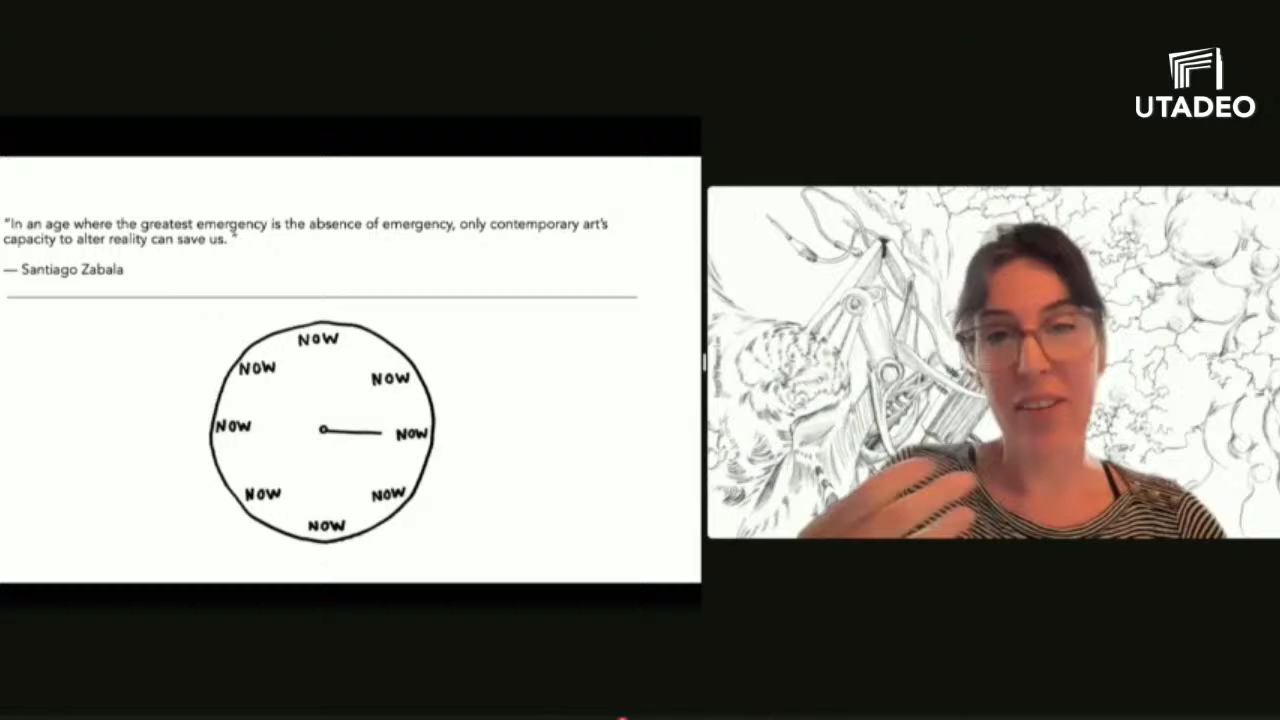 UTADEO
"In an age where the greatest emergency is the absence of emergency, only contemporary art's
capacity to alter reality can save us. "
— Santiago Zabala
NOW
NOW
NOW
NOW
NOW
NOW
NOW
NOW